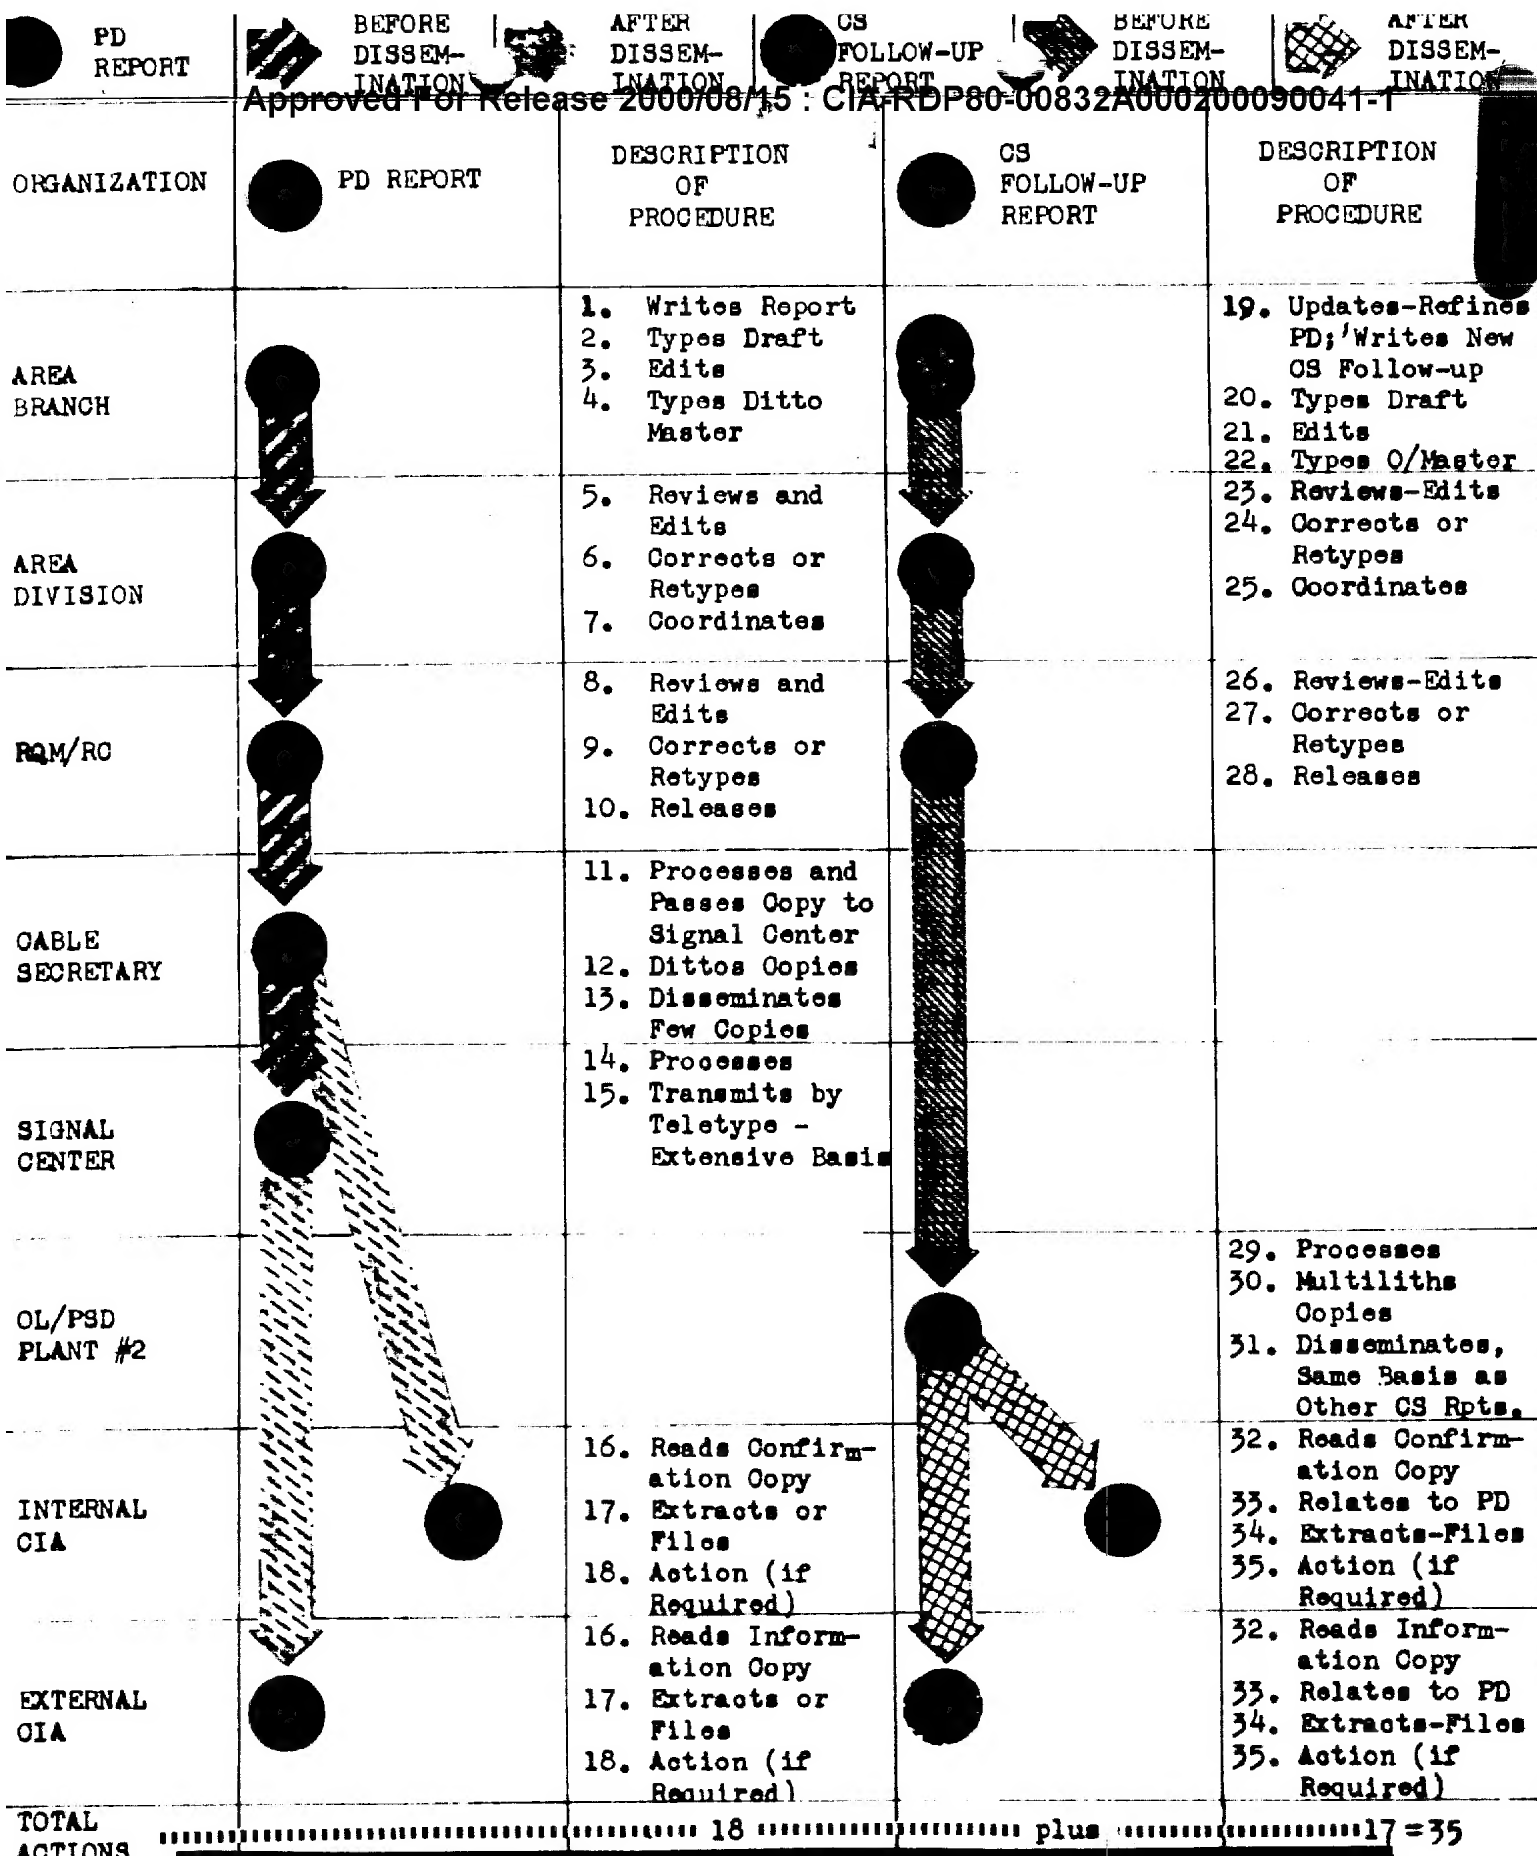 PD
REPORT
BEFORE
DISSEM-
INATION
AFTER
DISSEM-
INATION
CS
FOLLOW-UP
REPORT
BEFORE
DISSEM-
INATION
AFTER
DISSEM-
INATION
Approved For Release 2000/08/15 : CIA-RDP80-00832A000200090041-1
ORGANIZATION
PD REPORT
DESCRIPTION
OF
PROCEDURE
CS
FOLLOW-UP
REPORT
DESCRIPTION
OF
PROCEDURE
AREA
BRANCH
1. Writes Report
2. Types Draft
3. Edits
4. Types Ditto
Master
19. Updates-Refines
PD; Writes New
CS Follow-up
20. Types Draft
21. Edits
22. Types O/Master
AREA
DIVISION
5. Reviews and
Edits
6. Corrects or
Retypes
7. Coordinates
23. Reviews-Edits
24. Corrects or
Retypes
25. Coordinates
RQM/RC
8. Reviews and
Edits
9. Corrects or
Retypes
10. Releases
26. Reviews-Edits
27. Corrects or
Retypes
28. Releases
CABLE
SECRETARY
11. Processes and
Passes Copy to
Signal Center
12. Dittos Copies
13. Disseminates
Few Copies
SIGNAL
CENTER
14. Processes
15. Transmits by
Teletype -
Extensive Basis
OL/PSD
PLANT #2
29. Processes
30. Multiliths
Copies
31. Disseminates,
Same Basis as
Other CS Rpts.
INTERNAL
CIA
16. Reads Confirm-
ation Copy
17. Extracts or
Files
18. Action (if
Required)
32. Reads Confirm-
ation Copy
33. Relates to PD
34. Extracts-Files
35. Action (if
Required)
EXTERNAL
CIA
16. Reads Inform-
ation Copy
17. Extracts or
Files
18. Action (if
Required)
32. Reads Inform-
ation Copy
33. Relates to PD
34. Extracts-Files
35. Action (if
Required)
TOTAL
ACTIONS
18 plus 17 = 35